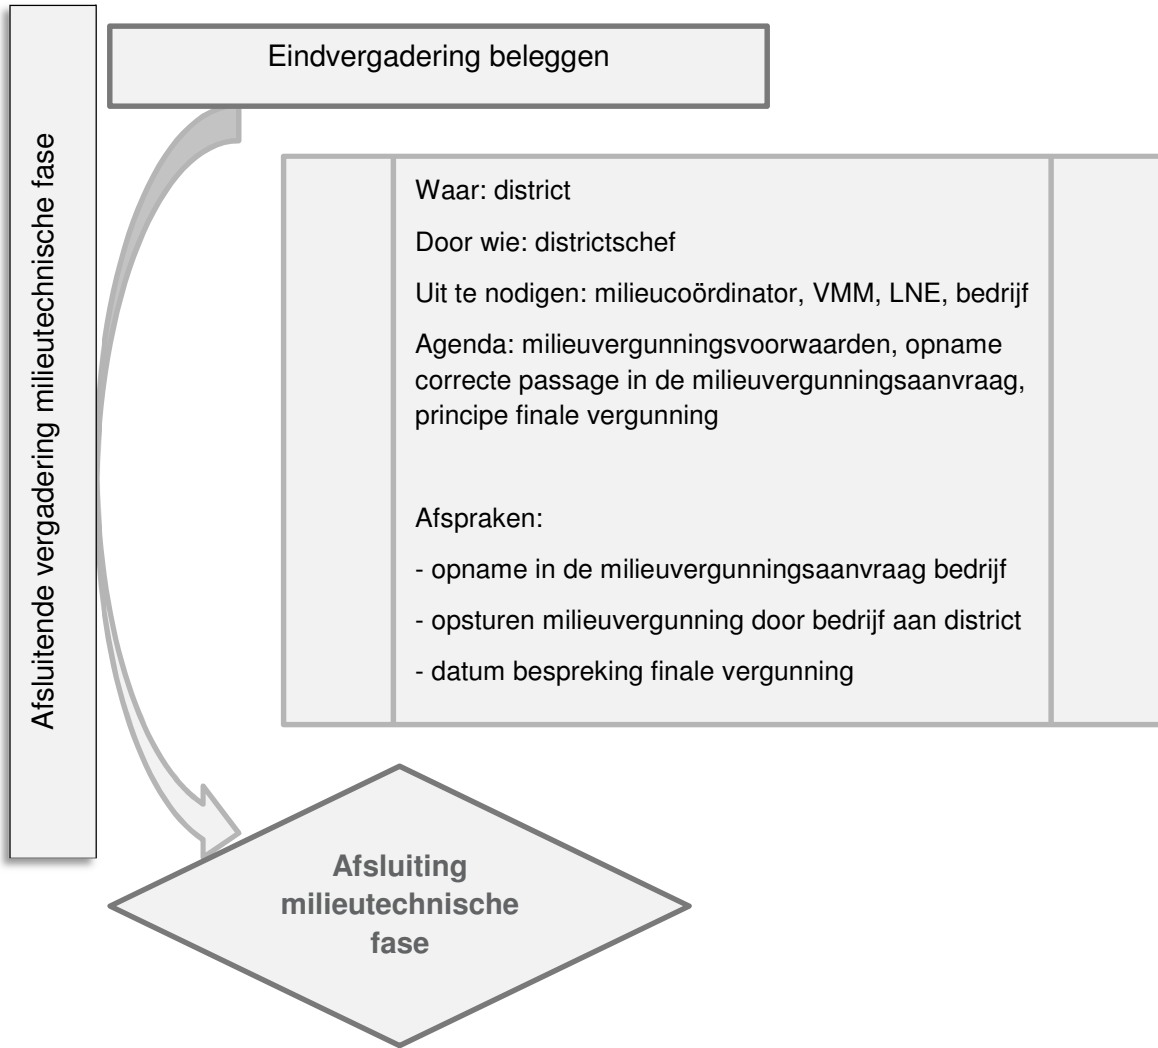 Afsluitende vergadering milieutechnische fase
Eindvergadering beleggen
Waar: district
Door wie: districtschef
Uit te nodigen: milieucoördinator, VMM, LNE, bedrijf
Agenda: milieuvergunningsvoorwaarden, opname
correcte passage in de milieuvergunningsaanvraag,
principe finale vergunning
Afspraken:
- opname in de milieuvergunningsaanvraag bedrijf
- opsturen milieuvergunning door bedrijf aan district
- datum bespreking finale vergunning
Afsluiting
milieutechnische
fase